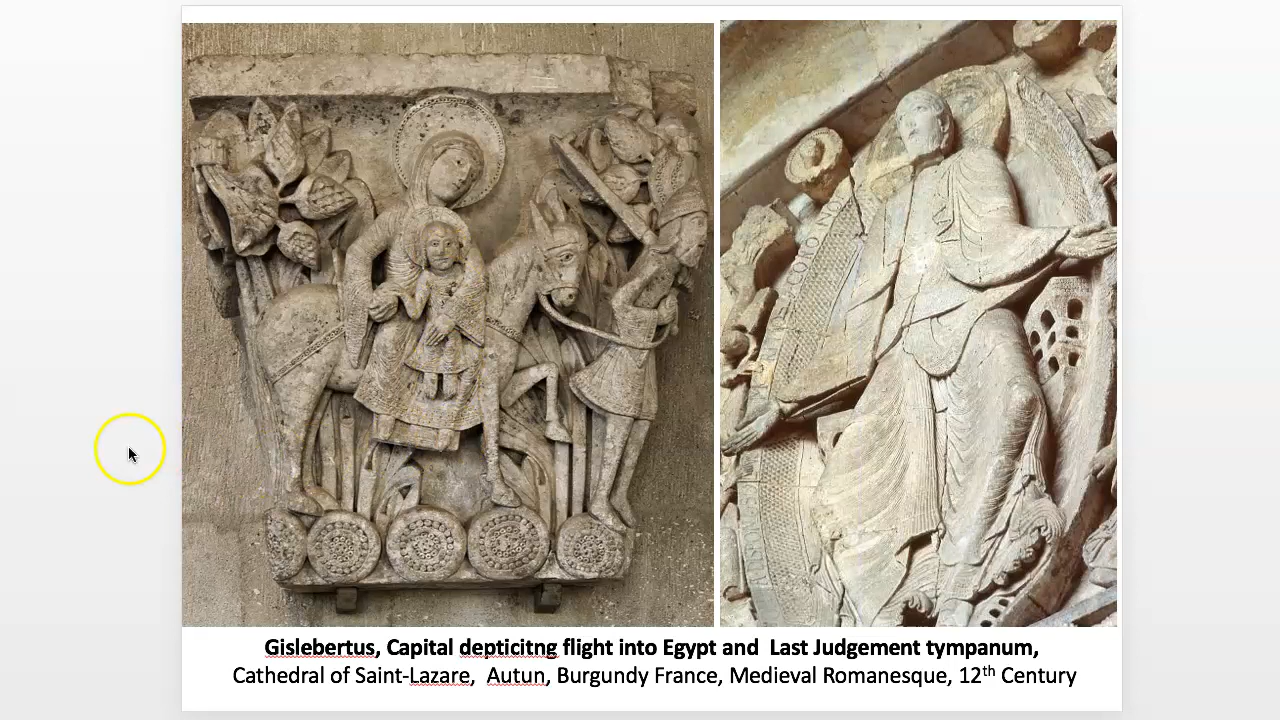 Gislebertus, Capital depticitng flight into Egypt and Last Judgement tympanum,
Cathedral of Saint-Lazare, Autun, Burgundy France, Medieval Romanesque, 12th Century